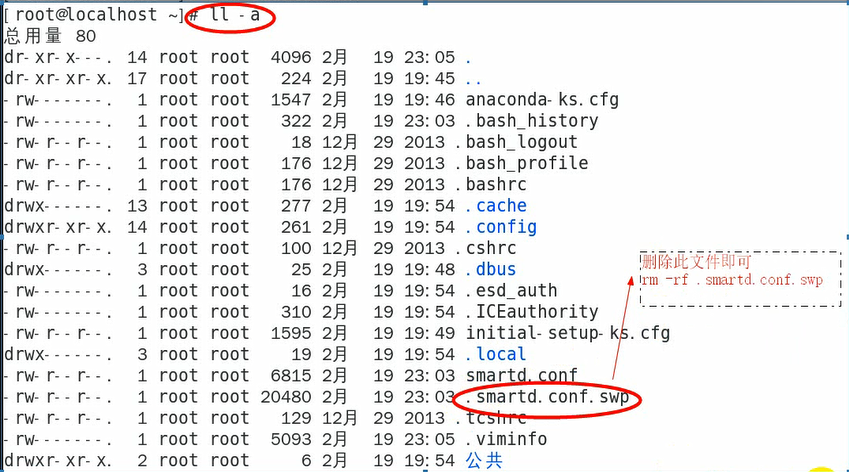 [root@localhost ~]# ll -a
总用量 80
dr-xr-x---. 14 root root 4096 2月 19 23:05 .
dr-xr-xr-x. 17 root root 224 2月 19 19:45 ..
-rw-------. 1 root root 1547 2月 19 19:46 anaconda-ks.cfg
-rw-------. 1 root root 322 2月 19 23:03 .bash_history
-rw-r--r--. 1 root root 18 12月 29 2013 .bash_logout
-rw-r--r--. 1 root root 176 12月 29 2013 .bash_profile
-rw-r--r--. 1 root root 176 12月 29 2013 .bashrc
drwx------. 13 root root 277 2月 19 19:54 .cache
drwxr-xr-x. 14 root root 261 2月 19 19:54 .config
-rw-r--r--. 1 root root 100 12月 29 2013 .cshrc
drwx------. 3 root root 25 2月 19 19:48 .dbus
-rw-------. 1 root root 16 2月 19 19:54 .esd_auth
-rw-------. 1 root root 310 2月 19 19:54 .ICEauthority
-rw-r--r--. 1 root root 1595 2月 19 19:49 initial-setup-ks.cfg
drwx------. 3 root root 19 2月 19 19:54 .local
-rw-r--r--. 1 root root 6815 2月 19 23:03 smartd.conf
-rw-r--r--. 1 root root 20480 2月 19 23:03 .smartd.conf.swp
-rw-r--r--. 1 root root 129 12月 29 2013 .tcshrc
-rw-------. 1 root root 5093 2月 19 23:05 .viminfo
drwxr-xr-x. 2 root root 6 2月 19 19:54 公共
删除此文件即可
rm -rf .smartd.conf.swp